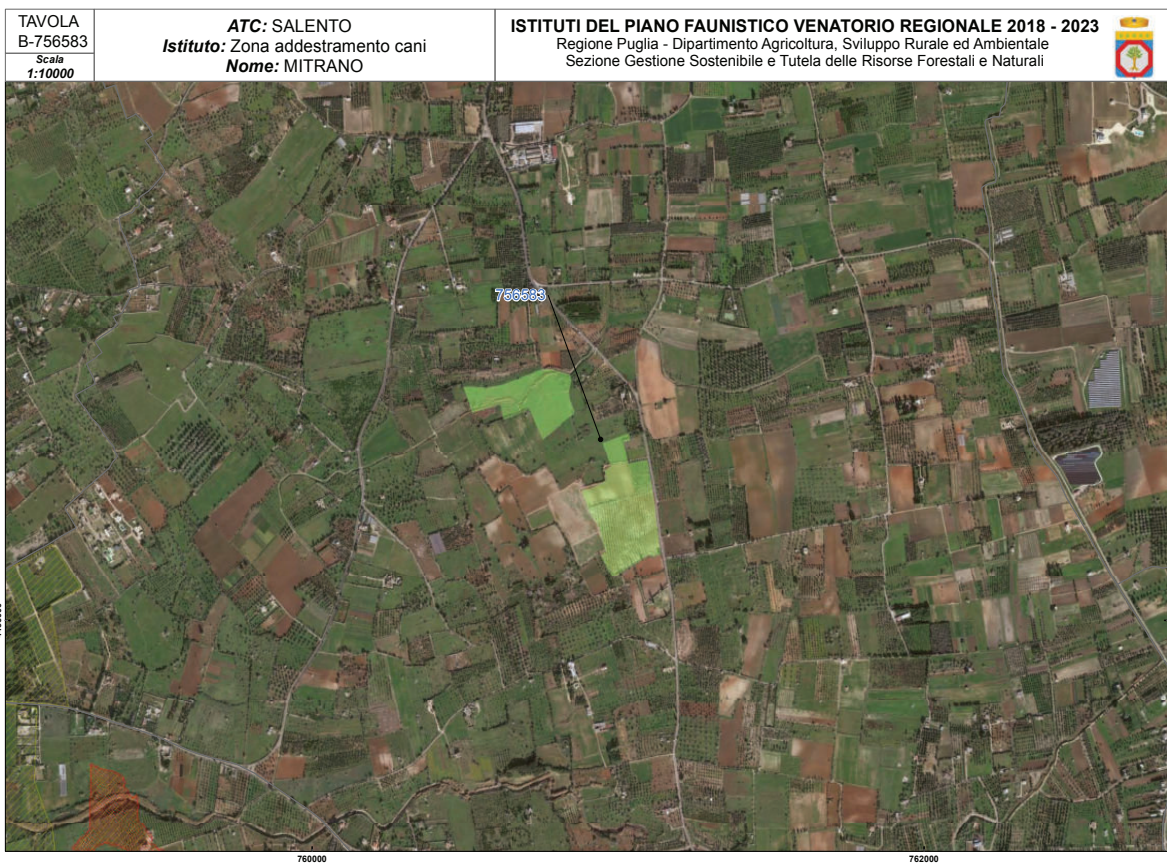 TAVOLA
B-756583
Scala
1:10000
ATC: SALENTO
Istituto: Zona addestramento cani
Nome: MITRANO
ISTITUTI DEL PIANO FAUNISTICO VENATORIO REGIONALE 2018 - 2023
Regione Puglia - Dipartimento Agricoltura, Sviluppo Rurale ed Ambientale
Sezione Gestione Sostenibile e Tutela delle Risorse Forestali e Naturali
756583
760000
762000